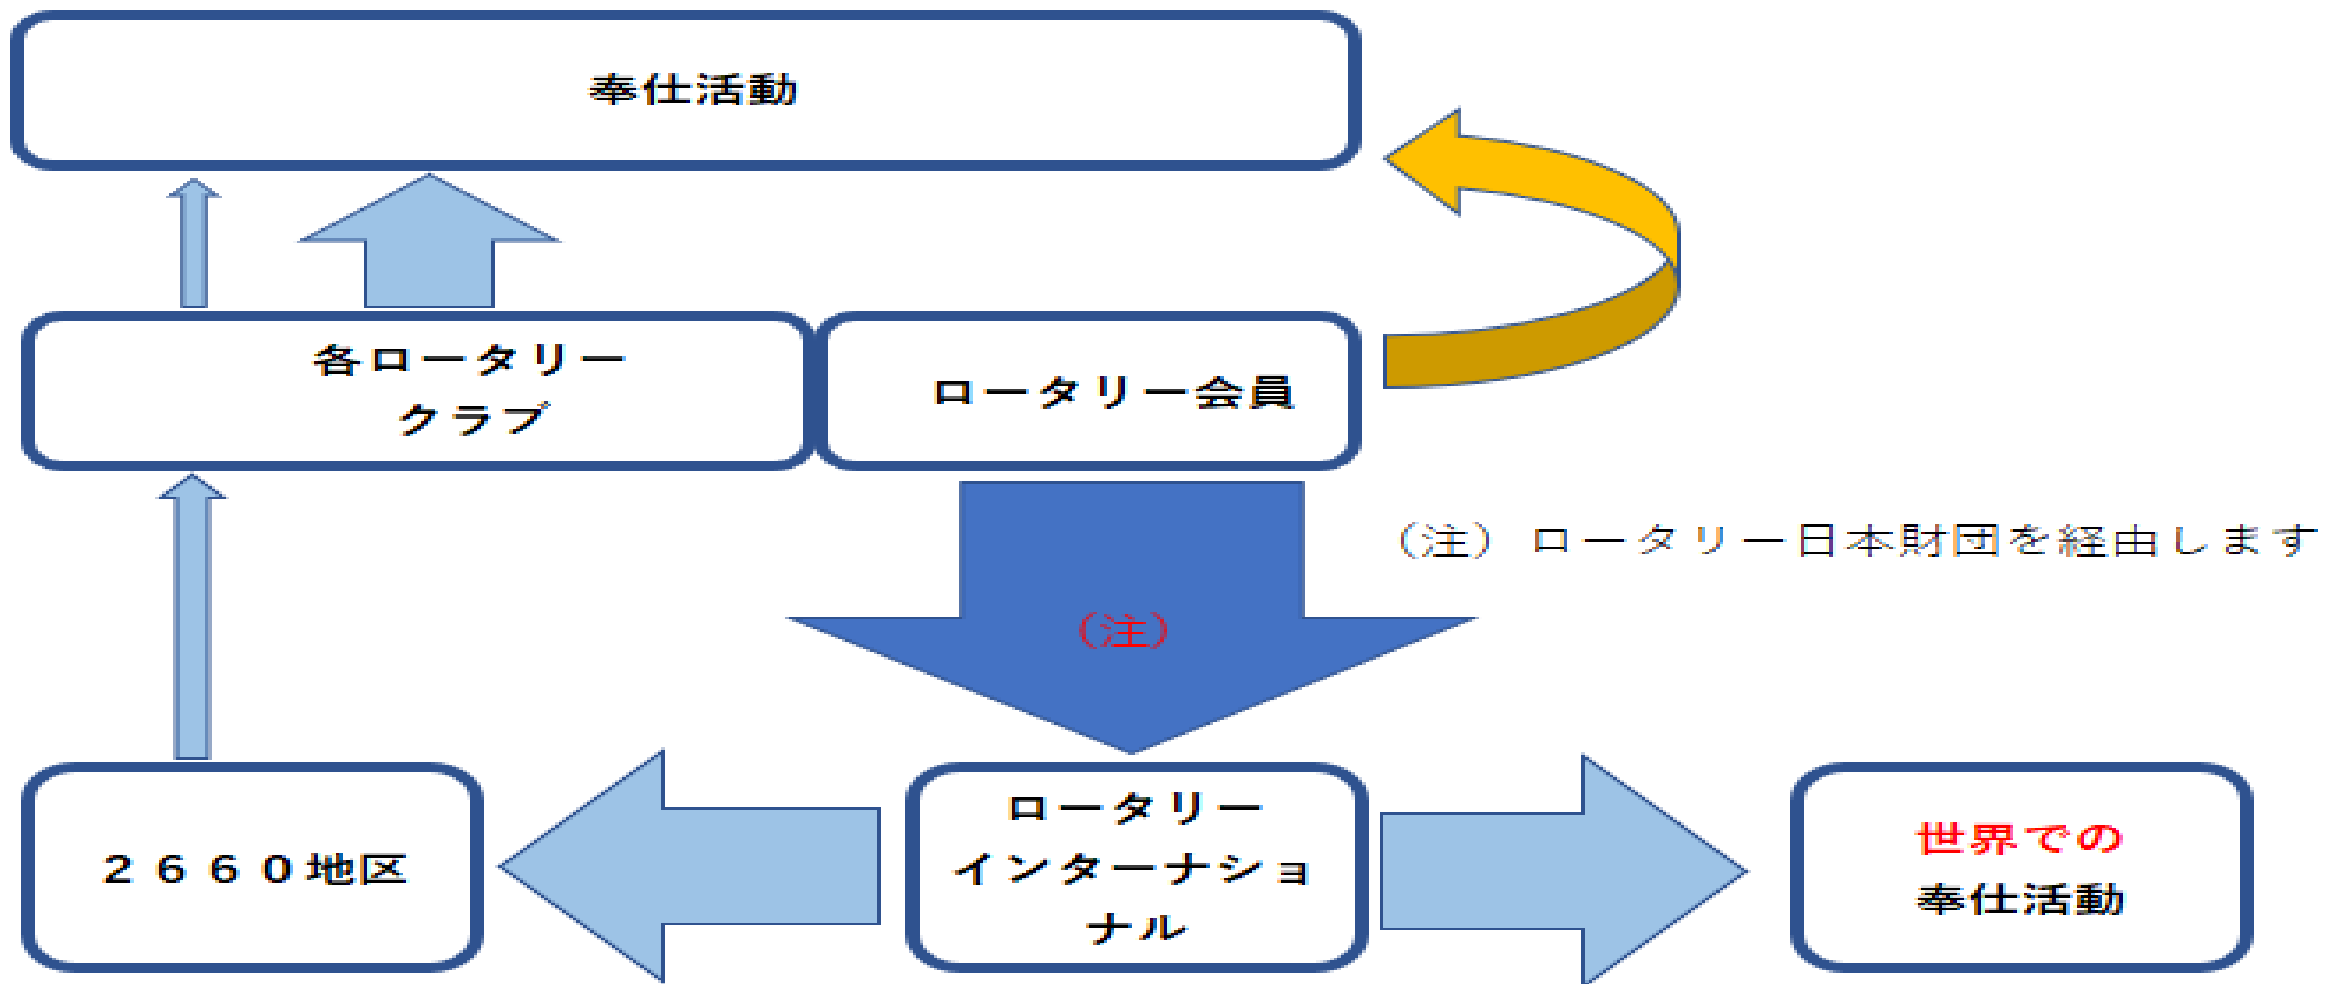 奉仕活動
各ロータリー
クラブ
ロータリー会員
（注）ロータリー日本財団を経由します
（注）
２６６０地区
ロータリー
インターナショ
ナル
世界での
奉仕活動